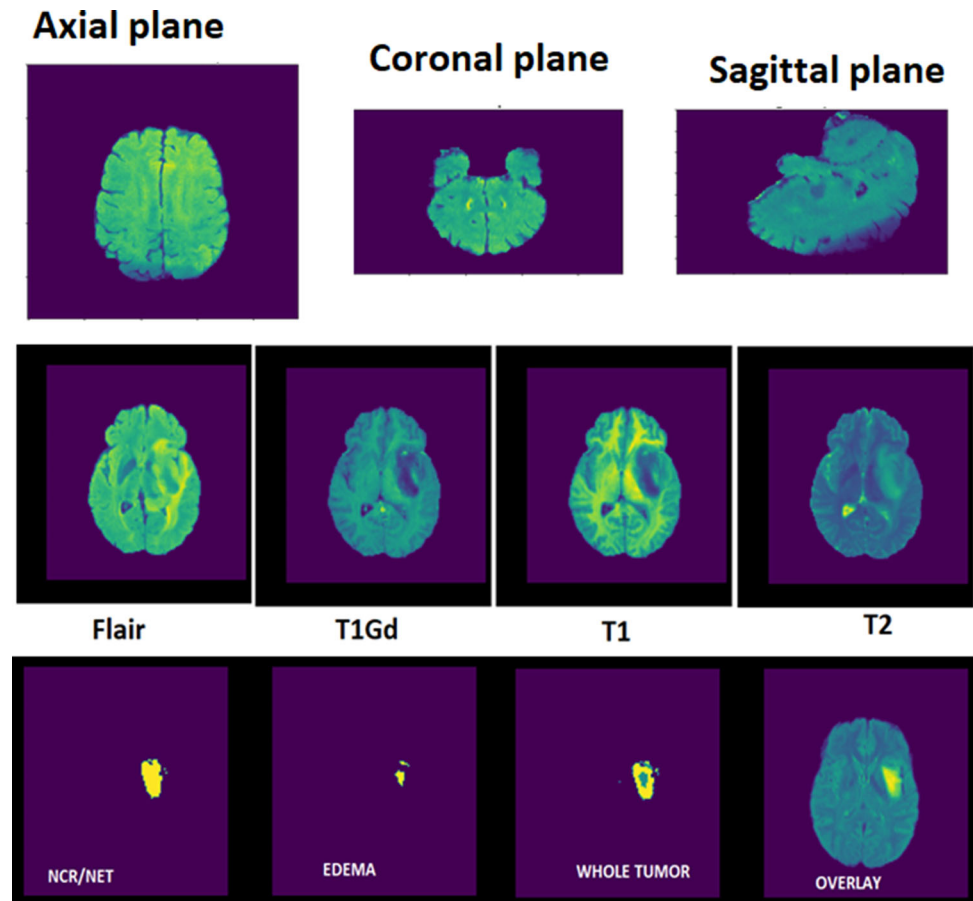 Axial plane
Coronal plane
Sagittal plane
Flair
T1Gd
T1
T2
NCR/NET
EDEMA
WHOLE TUMOR
OVERLAY